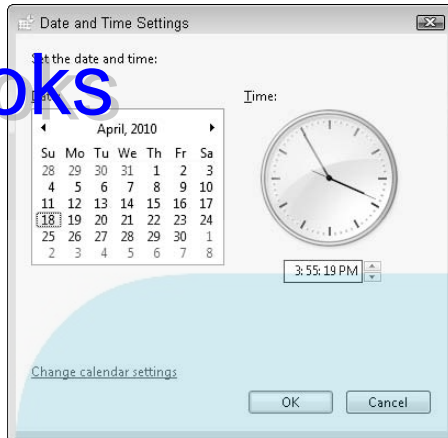 Date and Time Settings
Set the date and time:
oks
Date:
Time:
April, 2010
Su Mo Tu We Th Fr Sa
28 29 30 31 1 2 3
4 5 6 7 8 9 10
11 12 13 14 15 16 17
18 19 20 21 22 23 24
25 26 27 28 29 30 1
2 3 4 5 6 7 8
3:55:19 PM
Change calendar settings
OK Cancel